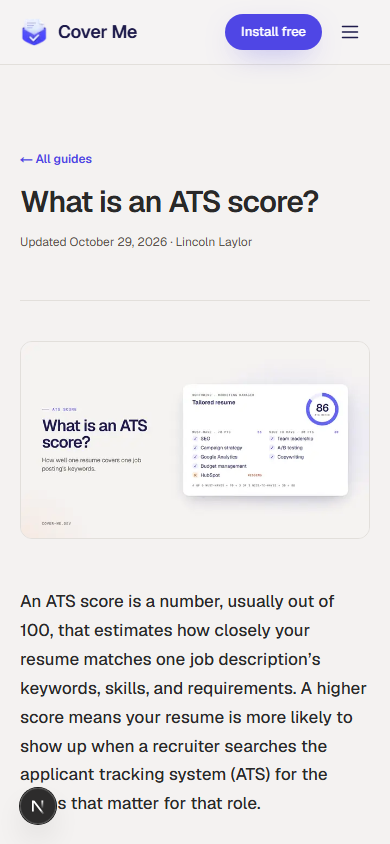 Cover Me
Install free
← All guides
What is an ATS score?
Updated October 29, 2026 · Lincoln Laylor
ATS SCORE
What is an ATS
score?
How well one resume covers one job
posting's keywords.
COVER-ME.DEV
Tailored resume
86
SEO
Campaign strategy
Google Analytics
Budget management
HubSpot
Team leadership
A/B testing
Copywriting
An ATS score is a number, usually out of
100, that estimates how closely your
resume matches one job description’s
keywords, skills, and requirements. A higher
score means your resume is more likely to
show up when a recruiter searches the
applicant tracking system (ATS) for the
N
s that matter for that role.